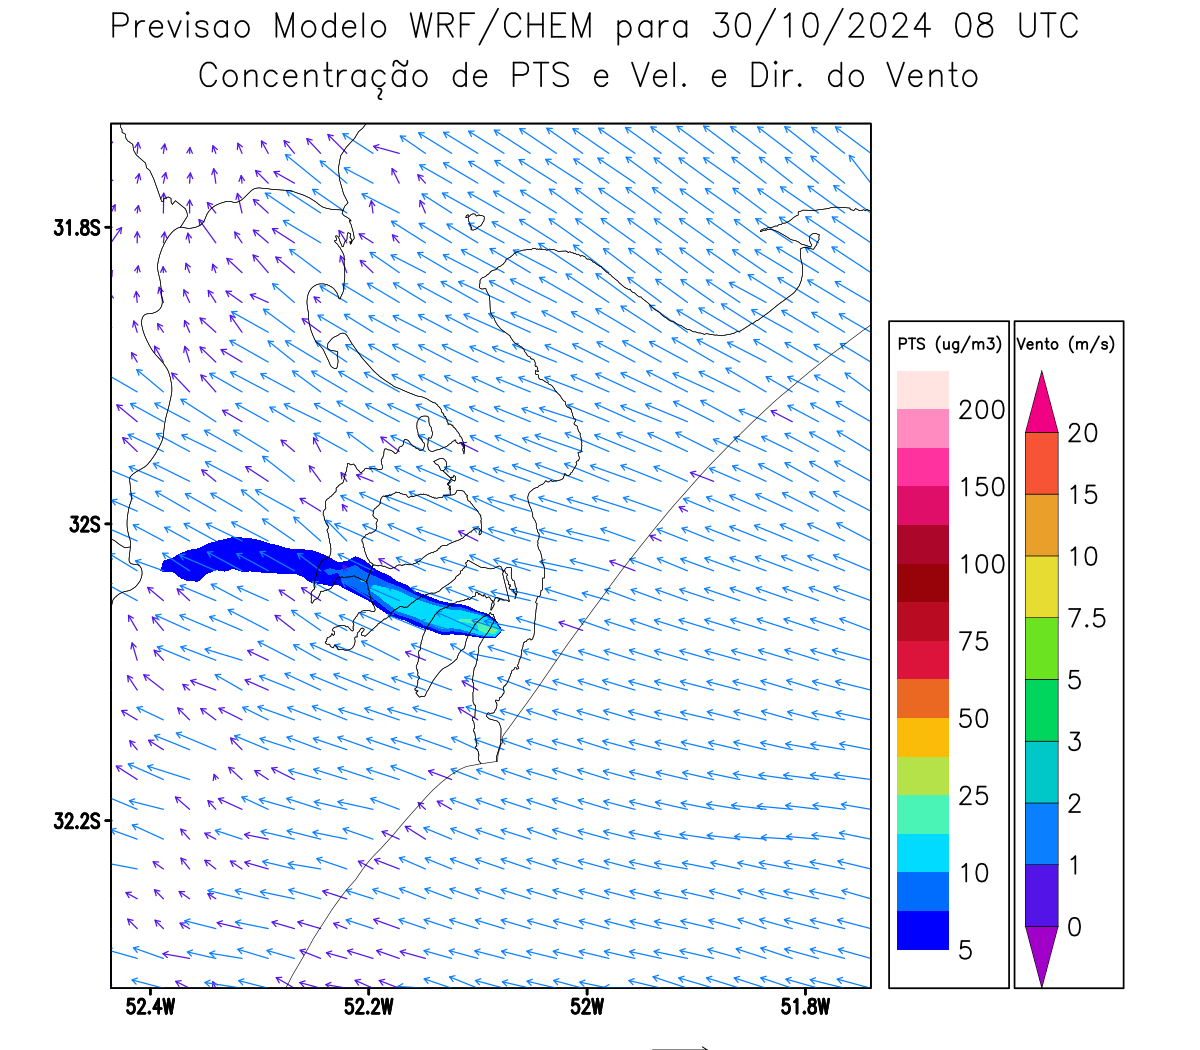 Previsao Modelo WRF/CHEM para 30/10/2024 08 UTC
Concentração de PTS e Vel. e Dir. do Vento
31.8S
32S
32.2S
52.4W
52.2W
52W
51.8W
PTS (ug/m3)
200
150
100
75
50
25
10
5
Vento (m/s)
20
15
10
7.5
5
3
2
1
0